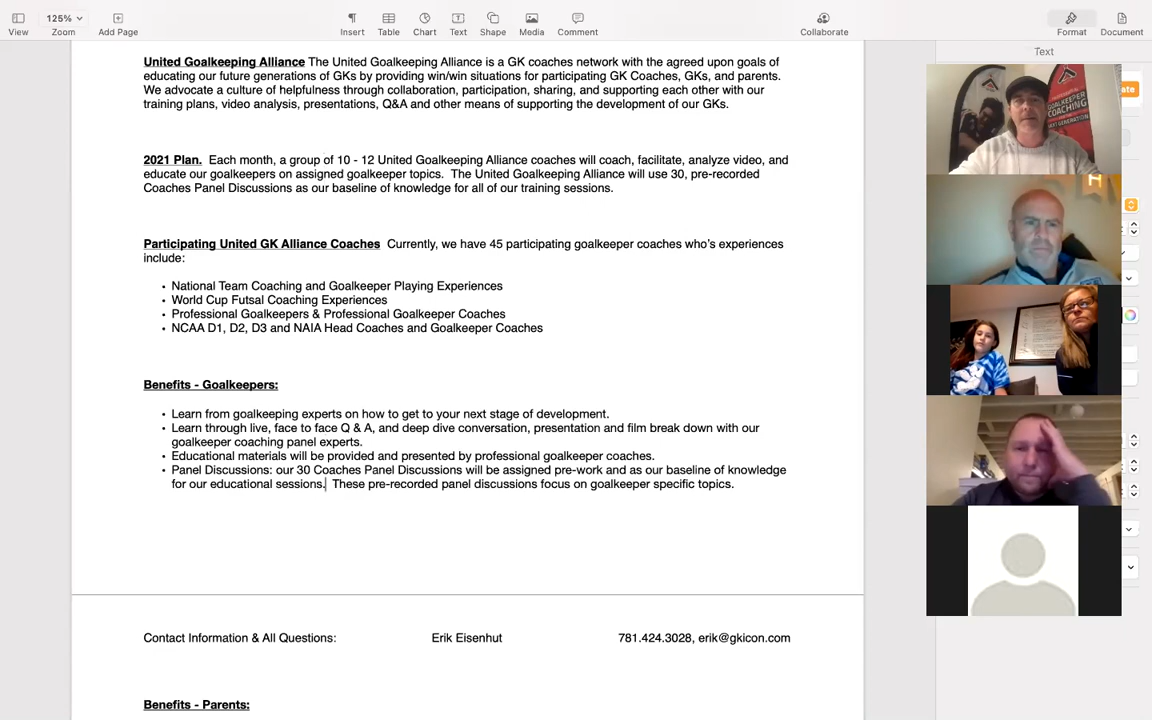 125%
View
Zoom
Add Page
Insert
Table
Chart
Text
Shape
Media
Comment
Collaborate
Format
Document
Text
United Goalkeeping Alliance The United Goalkeeping Alliance is a GK coaches network with the agreed upon goals of
educating our future generations of GKs by providing win/win situations for participating GK Coaches, GKs, and parents.
We advocate a culture of helpfulness through collaboration, participation, sharing, and supporting each other with our
training plans, video analysis, presentations, Q&A and other means of supporting the development of our GKs.
2021 Plan.  Each month, a group of 10 - 12 United Goalkeeping Alliance coaches will coach, facilitate, analyze video, and
educate our goalkeepers on assigned goalkeeper topics.  The United Goalkeeping Alliance will use 30, pre-recorded
Coaches Panel Discussions as our baseline of knowledge for all of our training sessions.
Participating United GK Alliance Coaches  Currently, we have 45 participating goalkeeper coaches who's experiences
include:
• National Team Coaching and Goalkeeper Playing Experiences
• World Cup Futsal Coaching Experiences
• Professional Goalkeepers & Professional Goalkeeper Coaches
• NCAA D1, D2, D3 and NAIA Head Coaches and Goalkeeper Coaches
Benefits - Goalkeepers:
• Learn from goalkeeping experts on how to get to your next stage of development.
• Learn through live, face to face Q & A, and deep dive conversation, presentation and film break down with our
goalkeeper coaching panel experts.
• Educational materials will be provided and presented by professional goalkeeper coaches.
• Panel Discussions: our 30 Coaches Panel Discussions will be assigned pre-work and as our baseline of knowledge
for our educational sessions.  These pre-recorded panel discussions focus on goalkeeper specific topics.
Contact Information & All Questions: Erik Eisenhut 781.424.3028, erik@gkicon.com
Benefits - Parents:
GOALKEEPER
COACHING
NEXT GENERATION
ate
H